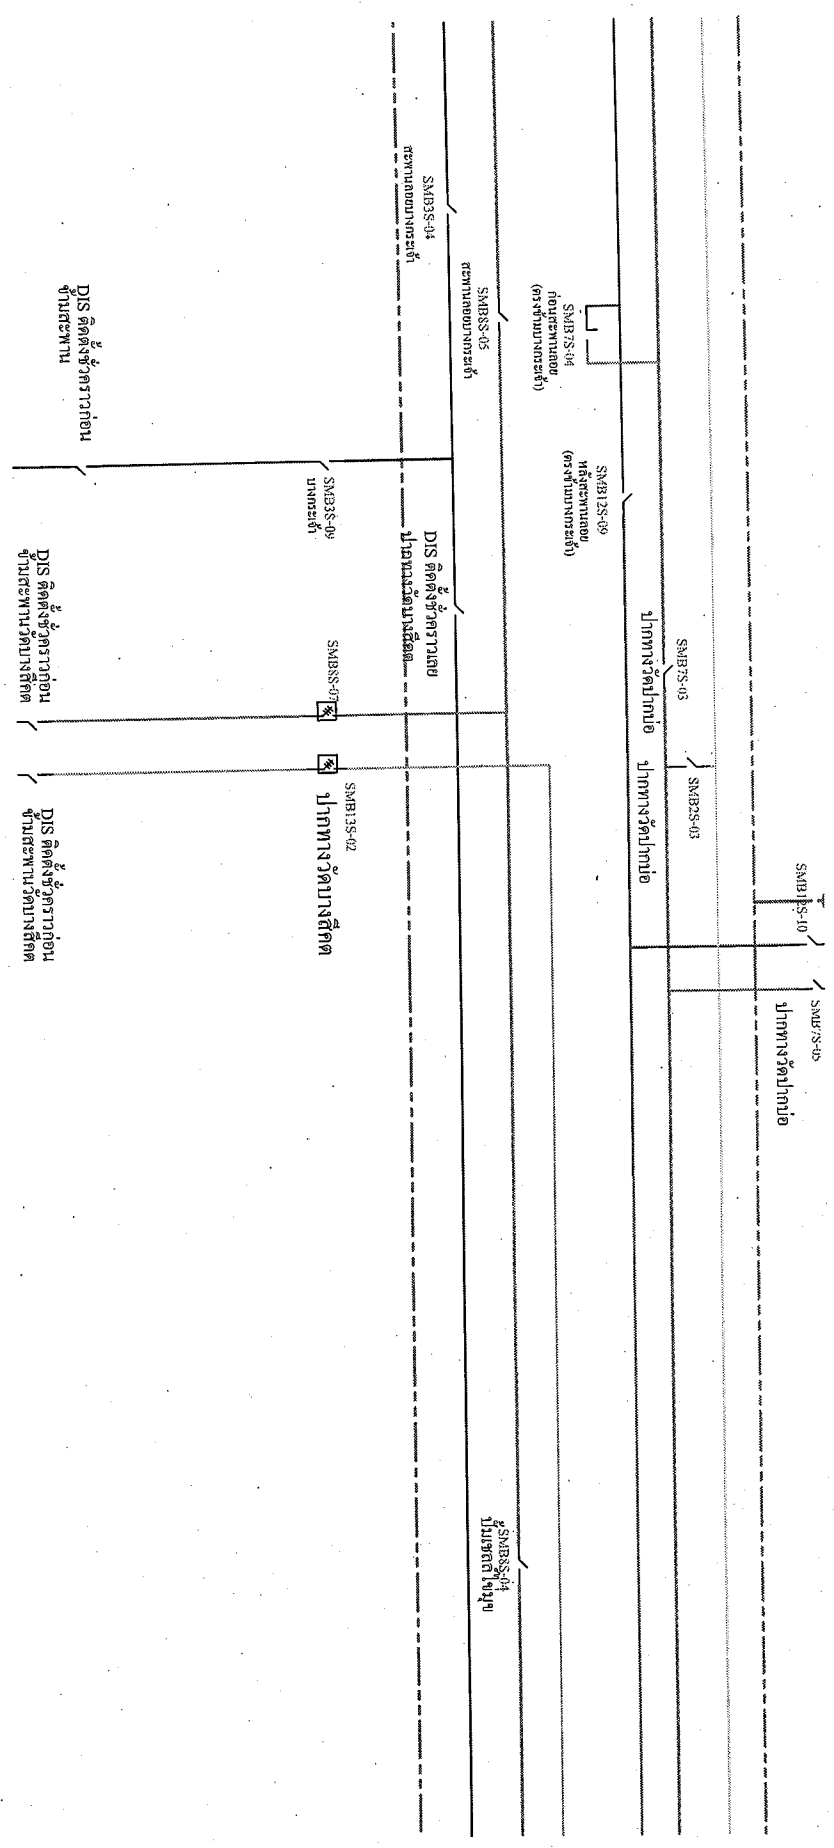 SMB12S-10
SMB7S-05
ปากทางวัดปากบ่อ
SMB7S-03
ปากทางวัดปากบ่อ
SMB2S-03
ปากทางวัดปากบ่อ
SMB7S-04
ก่อนสะพานลอย
(ตรงข้ามบางกระเจ้า)
SMB12S-09
หลังสะพานลอย
(ตรงข้ามบางกระเจ้า)
SMB3S-04
สะพานลอยบางกระเจ้า
SMB8S-05
สะพานลอยบางกระเจ้า
DIS ติดตั้งชั่วคราวเลย
ปากทางวัดบางสีคต
SMB8S-04
ปั๊มเชลล์ไข่มุข
SMB3S-09
บางกระเจ้า
SMB8S-07
SMB13S-02
ปากทางวัดบางสีคต
DIS ติดตั้งชั่วคราวก่อน
ข้ามสะพาน
DIS ติดตั้งชั่วคราวก่อน
ข้ามสะพานวัดบางสีคต
DIS ติดตั้งชั่วคราวก่อน
ข้ามสะพานวัดบางสีคต